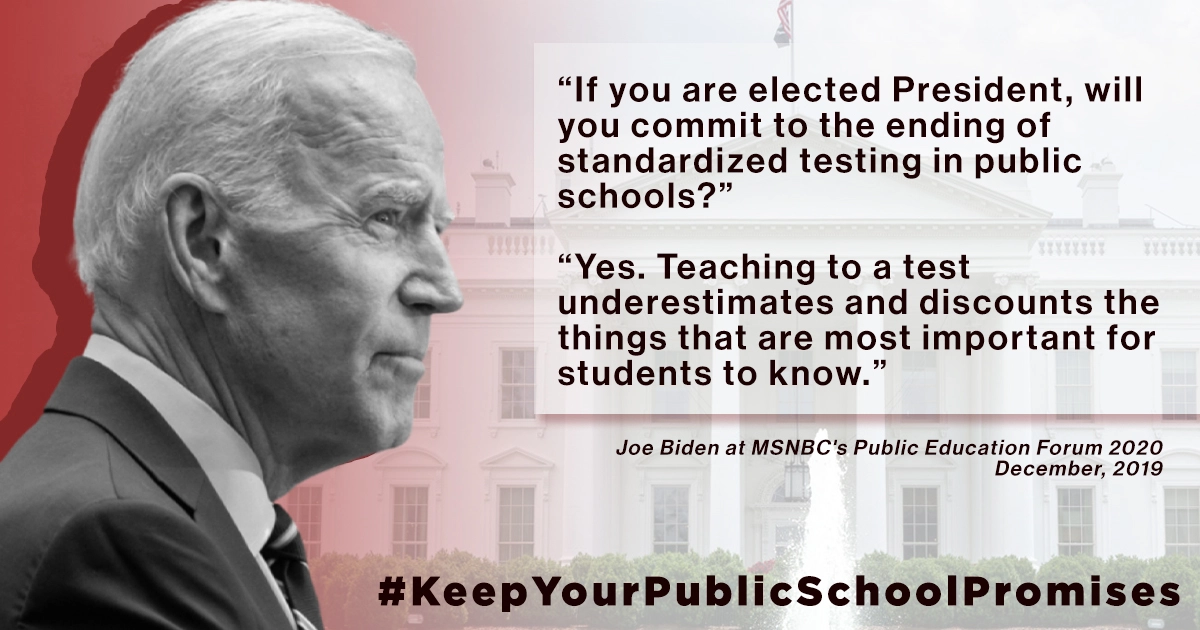 “If you are elected President, will
you commit to the ending of
standardized testing in public
schools?”
“Yes. Teaching to a test
underestimates and discounts the
things that are most important for
students to know.”
Joe Biden at MSNBC's Public Education Forum 2020
December, 2019
#KeepYourPublicSchoolPromises